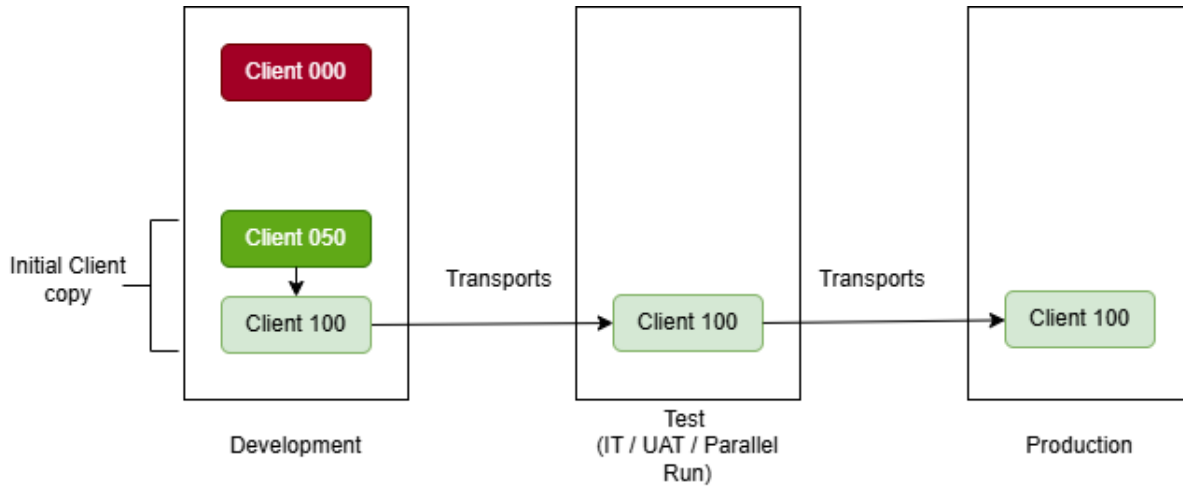 Client 000
Client 050
Initial Client
copy
Client 100
Transports
Client 100
Transports
Client 100
Development
Test
(IT / UAT / Parallel
Run)
Production